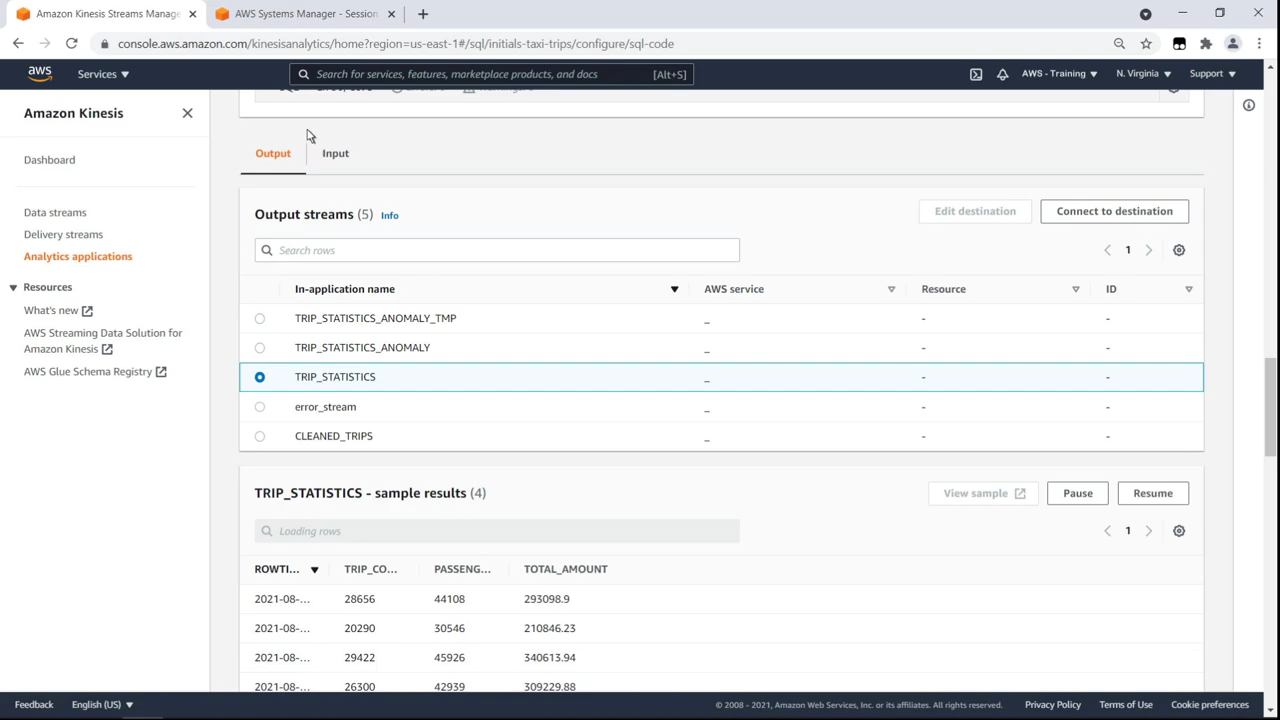 Amazon Kinesis Streams Manage
AWS Systems Manager - Session
console.aws.amazon.com/kinesisanalytics/home?region=us-east-1#/sql/initials-taxi-trips/configure/sql-code
aws
Services
Search for services, features, marketplace products, and docs
[Alt+S]
AWS - Training
N. Virginia
Support
Amazon Kinesis
Dashboard
Data streams
Delivery streams
Analytics applications
Resources
What's new
AWS Streaming Data Solution for
Amazon Kinesis
AWS Glue Schema Registry
Output
Input
Output streams (5) Info
Edit destination
Connect to destination
Search rows
1
In-application name
AWS service
Resource
ID
TRIP_STATISTICS_ANOMALY_TMP _ - -
TRIP_STATISTICS_ANOMALY _ - -
TRIP_STATISTICS _ - -
error_stream _ - -
CLEANED_TRIPS _ - -
TRIP_STATISTICS - sample results (4)
View sample
Pause
Resume
Loading rows
1
ROWTI... TRIP_CO... PASSENG... TOTAL_AMOUNT
2021-08-... 28656 44108 293098.9
2021-08-... 20290 30546 210846.23
2021-08-... 29422 45926 340613.94
2021-08-... 26300 42939 309229.88
Feedback
English (US)
© 2008 - 2021, Amazon Web Services, Inc. or its affiliates. All rights reserved.
Privacy Policy
Terms of Use
Cookie preferences